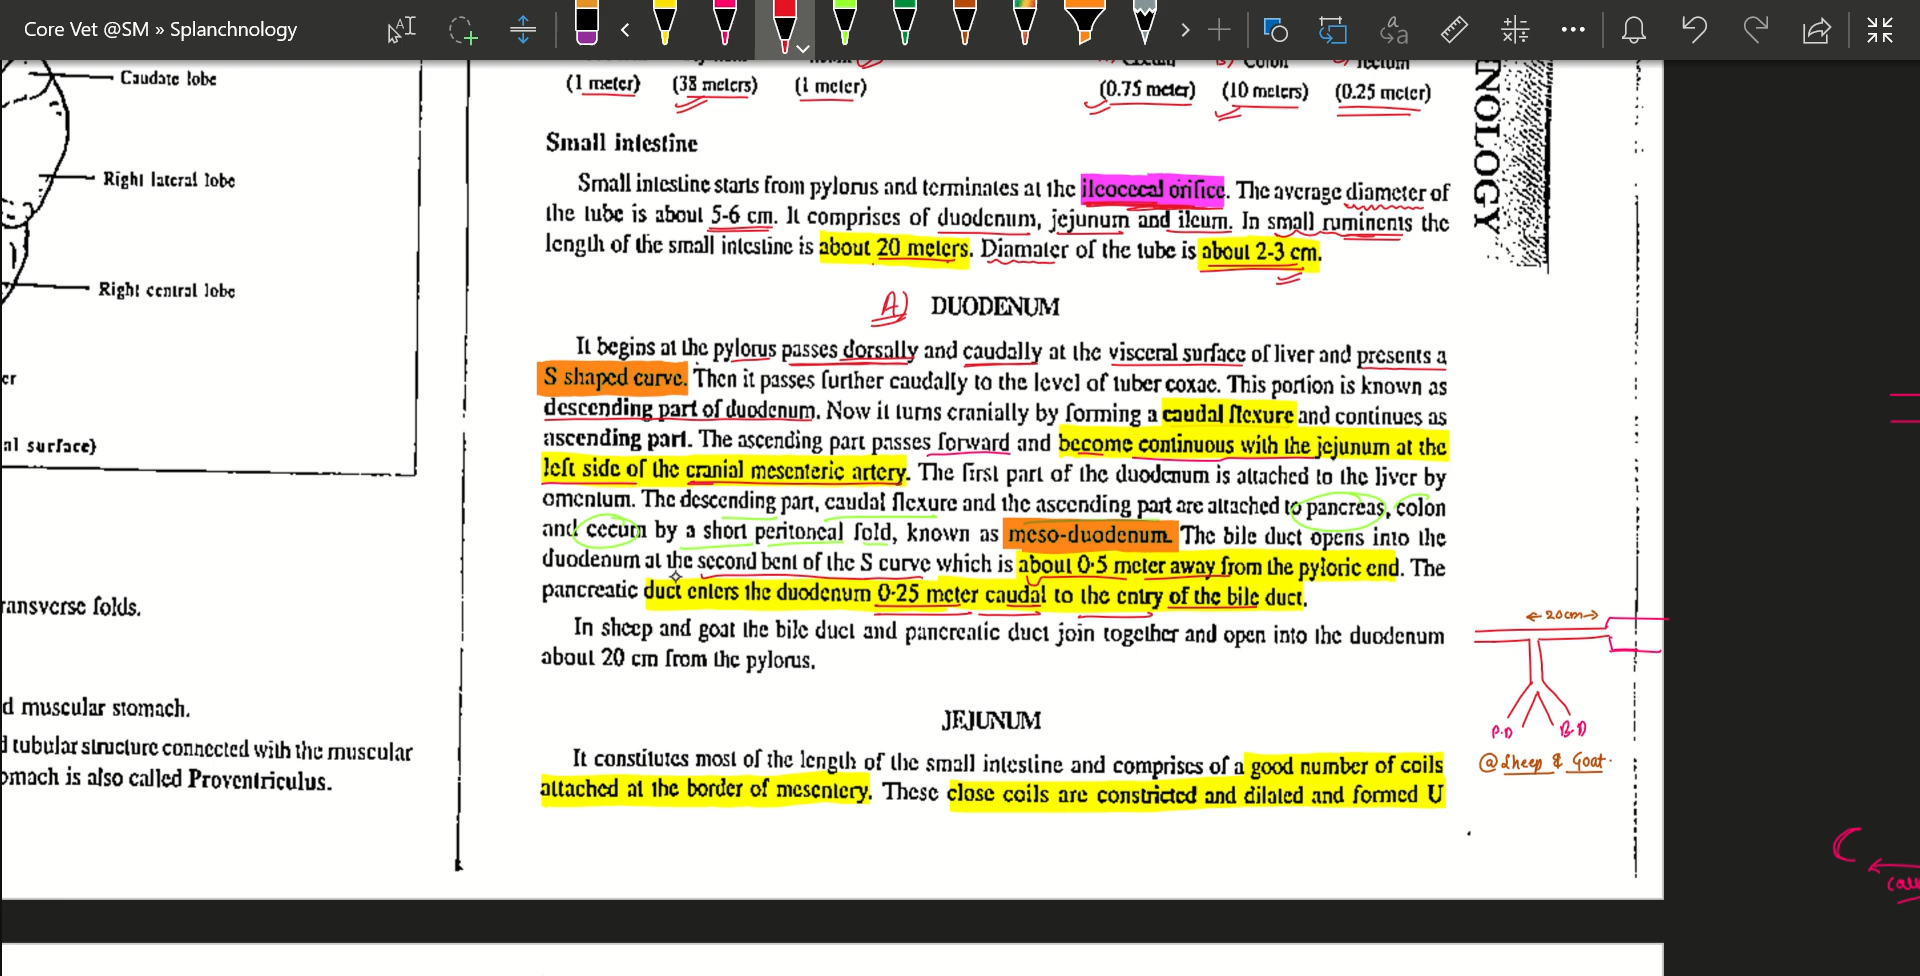 Core Vet @SM » Splanchnology
Caudate lobe
Right lateral lobe
Right central lobe
er
al surface)
ransverse folds.
d muscular stomach.
d tubular structure connected with the muscular
omach is also called Proventriculus.
(1 meter) (38 meters) (1 meter) (0.75 meter) (10 meters) (0.25 meter)
Small intestine
Small intestine starts from pylorus and terminates at the ileocecal orifice. The average diameter of
the tube is about 5-6 cm. It comprises of duodenum, jejunum and ileum. In small ruminents the
length of the small intestine is about 20 meters. Diamater of the tube is about 2-3 cm.
A) DUODENUM
It begins at the pylorus passes dorsally and caudally at the visceral surface of liver and presents a
S shaped curve. Then it passes further caudally to the level of tuber coxae. This portion is known as
descending part of duodenum. Now it turns cranially by forming a caudal flexure and continues as
ascending part. The ascending part passes forward and become continuous with the jejunum at the
left side of the cranial mesenteric artery. The first part of the duodenum is attached to the liver by
omentum. The descending part, caudal flexure and the ascending part are attached to pancreas, colon
and cecum by a short peritoneal fold, known as meso-duodenum. The bile duct opens into the
duodenum at the second bent of the S curve which is about 0·5 meter away from the pyloric end. The
pancreatic duct enters the duodenum 0·25 meter caudal to the entry of the bile duct.
In sheep and goat the bile duct and pancreatic duct join together and open into the duodenum
about 20 cm from the pylorus.
JEJUNUM
It constitutes most of the length of the small intestine and comprises of a good number of coils
attached at the border of mesentery. These close coils are constricted and dilated and formed U
NOLOGY
20cm
P.D B.D
@Sheep & Goat.